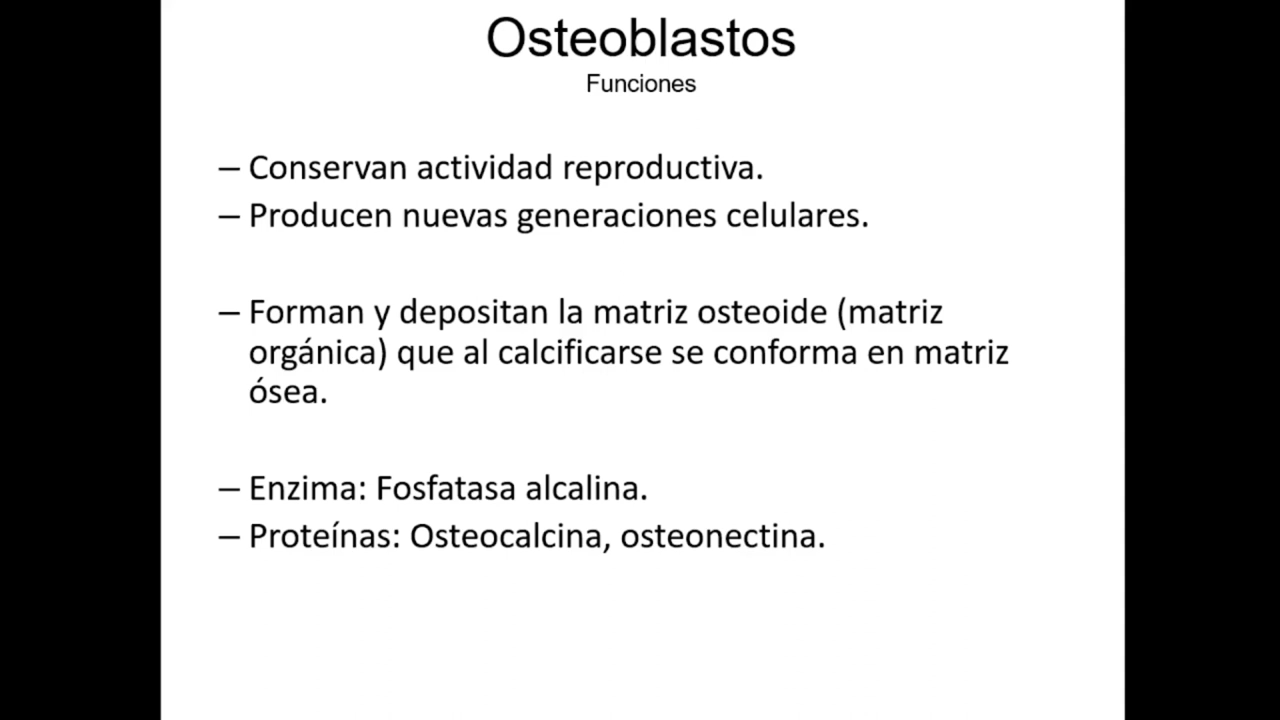 Osteoblastos
Funciones
– Conservan actividad reproductiva.
– Producen nuevas generaciones celulares.
– Forman y depositan la matriz osteoide (matriz
orgánica) que al calcificarse se conforma en matriz
ósea.
– Enzima: Fosfatasa alcalina.
– Proteínas: Osteocalcina, osteonectina.